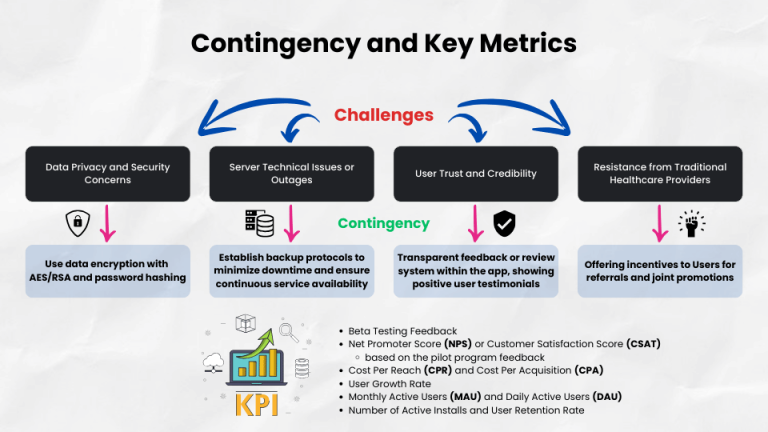 Contingency and Key Metrics
Challenges
Data Privacy and Security
Concerns
Server Technical Issues or
Outages
User Trust and Credibility
Resistance from Traditional
Healthcare Providers
Contingency
Use data encryption with
AES/RSA and password hashing
Establish backup protocols to
minimize downtime and ensure
continuous service availability
Transparent feedback or review
system within the app, showing
positive user testimonials
Offering incentives to Users for
referrals and joint promotions
KPI
• Beta Testing Feedback
• Net Promoter Score (NPS) or Customer Satisfaction Score (CSAT)
◦ based on the pilot program feedback
• Cost Per Reach (CPR) and Cost Per Acquisition (CPA)
• User Growth Rate
• Monthly Active Users (MAU) and Daily Active Users (DAU)
• Number of Active Installs and User Retention Rate